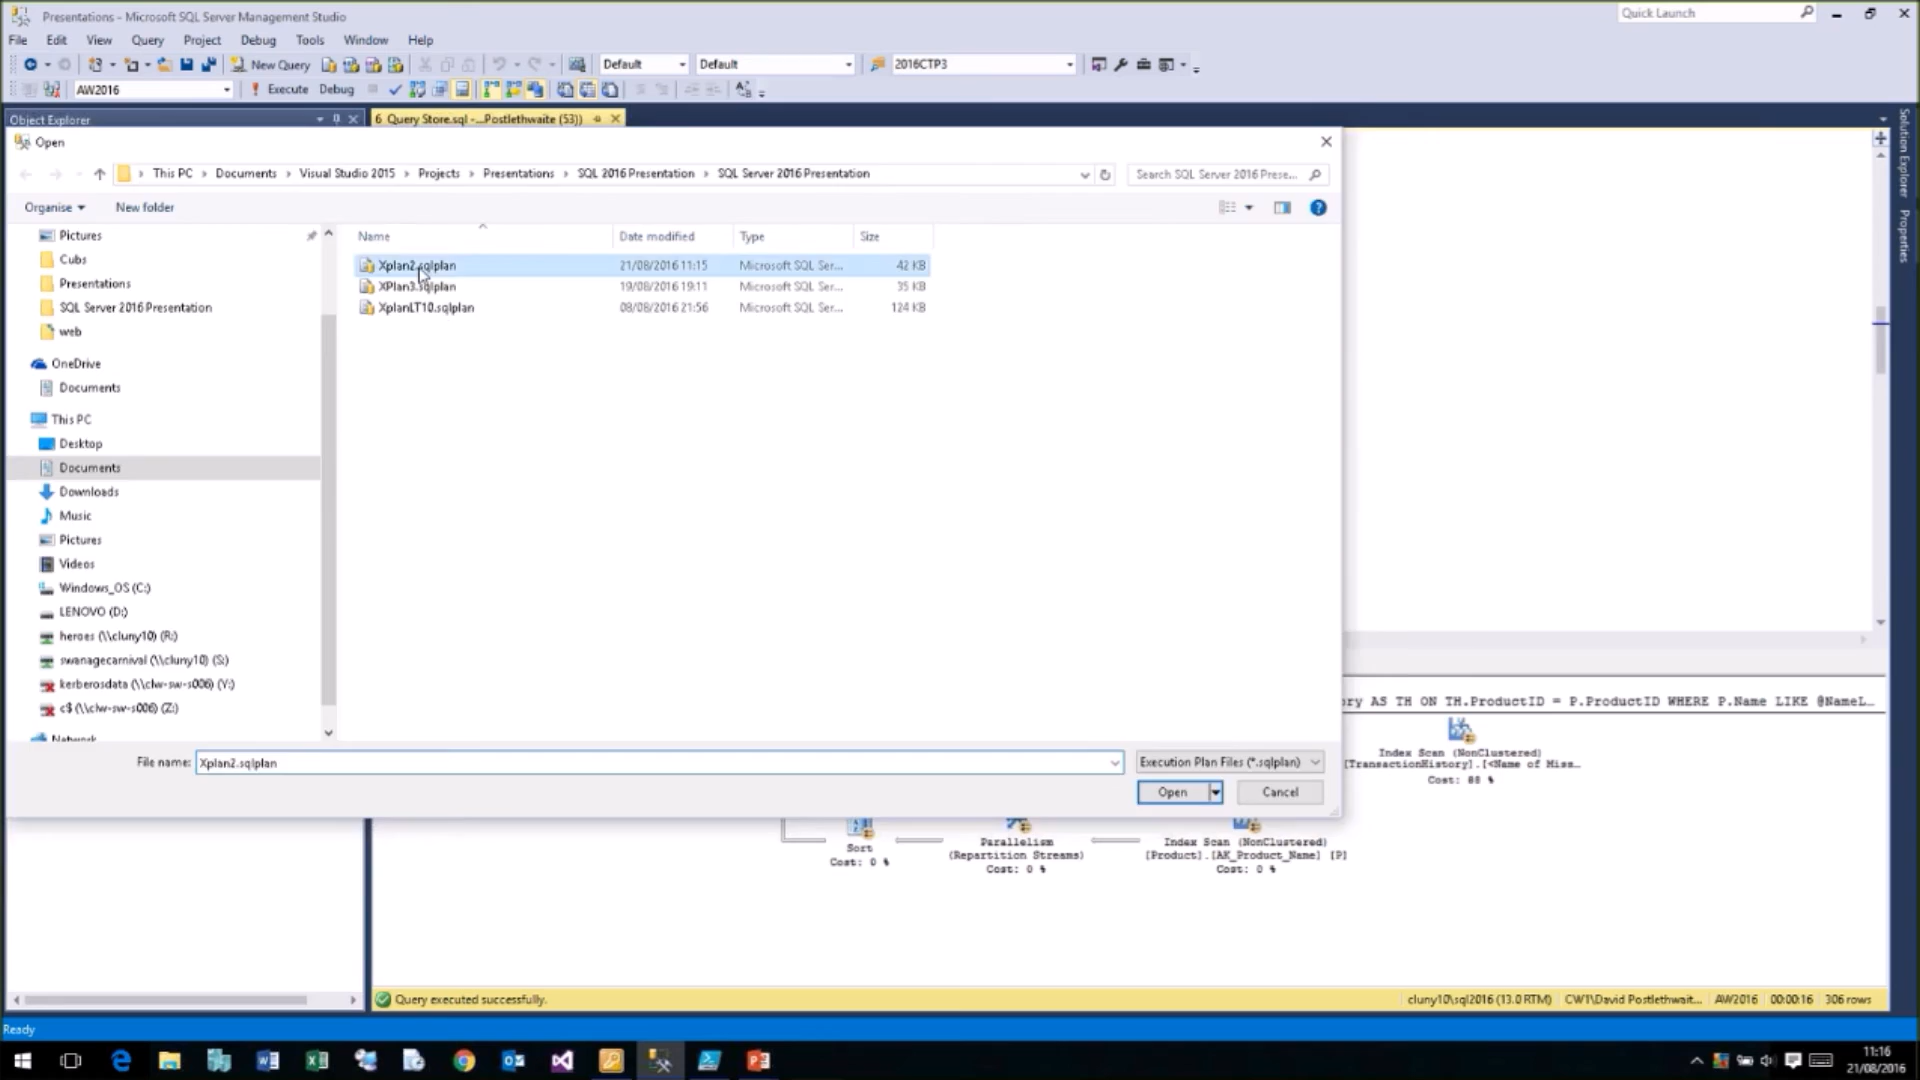 Presentations - Microsoft SQL Server Management Studio
Quick Launch
File Edit View Query Project Debug Tools Window Help
New Query Default Default 2016CTP3
AW2016 Execute Debug
Object Explorer
6 Query Store.sql -...Postlethwaite (53))
Open
This PC Documents Visual Studio 2015 Projects Presentations SQL 2016 Presentation SQL Server 2016 Presentation
Search SQL Server 2016 Prese...
Organise New folder
Name Date modified Type Size
Xplan2.sqlplan 21/08/2016 11:15 Microsoft SQL Ser... 42 KB
XPlan3.sqlplan 19/08/2016 19:11 Microsoft SQL Ser... 35 KB
XplanLT10.sqlplan 08/08/2016 21:56 Microsoft SQL Ser... 124 KB
Pictures
Cubs
Presentations
SQL Server 2016 Presentation
web
OneDrive
Documents
This PC
Desktop
Documents
Downloads
Music
Pictures
Videos
Windows_OS (C:)
LENOVO (D:)
heroes (\\cluny10) (R:)
swanagecarnival (\\cluny10) (S:)
kerberosdata (\\clw-sw-s006) (Y:)
c$ (\\clw-sw-s006) (Z:)
Network
File name: Xplan2.sqlplan
Execution Plan Files (*.sqlplan)
Open Cancel
Solution Explorer
Properties
ory AS TH ON TH.ProductID = P.ProductID WHERE P.Name LIKE @NameL...
Index Scan (NonClustered)
[TransactionHistory].[<Name of Miss...
Cost: 88 %
Sort
Cost: 0 %
Parallelism
(Repartition Streams)
Cost: 0 %
Index Scan (NonClustered)
[Product].[AK_Product_Name] [P]
Cost: 0 %
Query executed successfully.
cluny10\sql2016 (13.0 RTM) CW1\David Postlethwait... AW2016 00:00:16 306 rows
Ready
11:16
21/08/2016